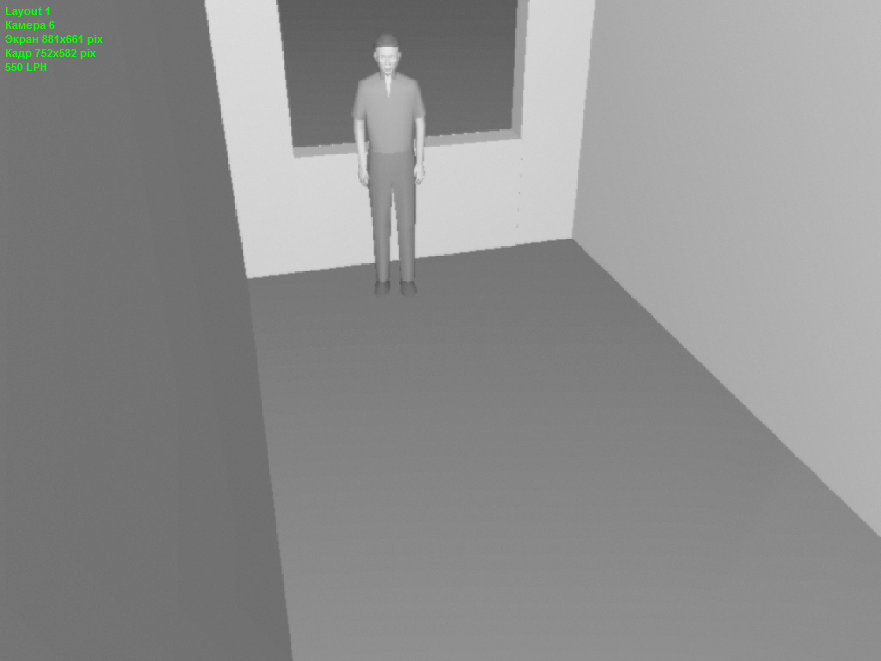 Layout 1
Камера 6
Экран 881x661 pix
Кадр 752x582 pix
550 LPH